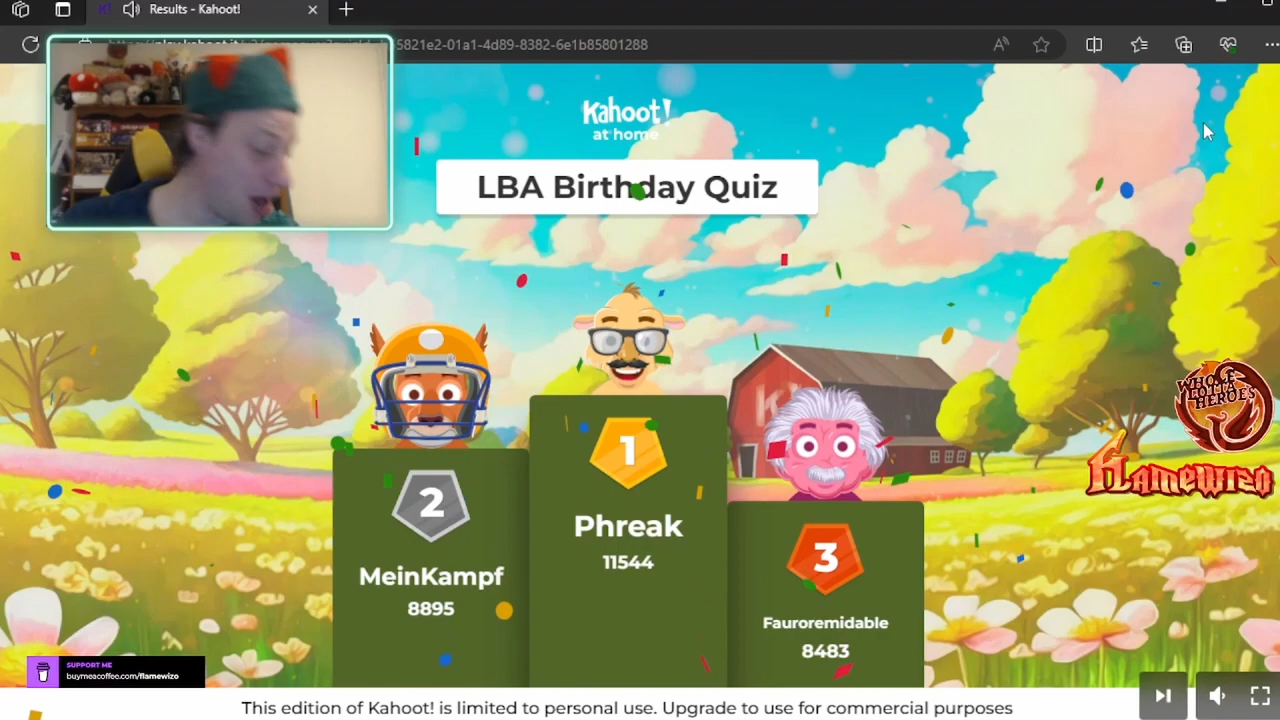 Results - Kahoot!
5821e2-01a1-4d89-8382-6e1b85801288
Kahoot!
at home
LBA Birthday Quiz
WHOLE
LOTTA
HEROES
FlameWizo
1
2
Phreak
11544
3
MeinKampf
8895
Fauroremidable
8483
SUPPORT ME
buymeacoffee.com/flamewizo
This edition of Kahoot! is limited to personal use. Upgrade to use for commercial purposes